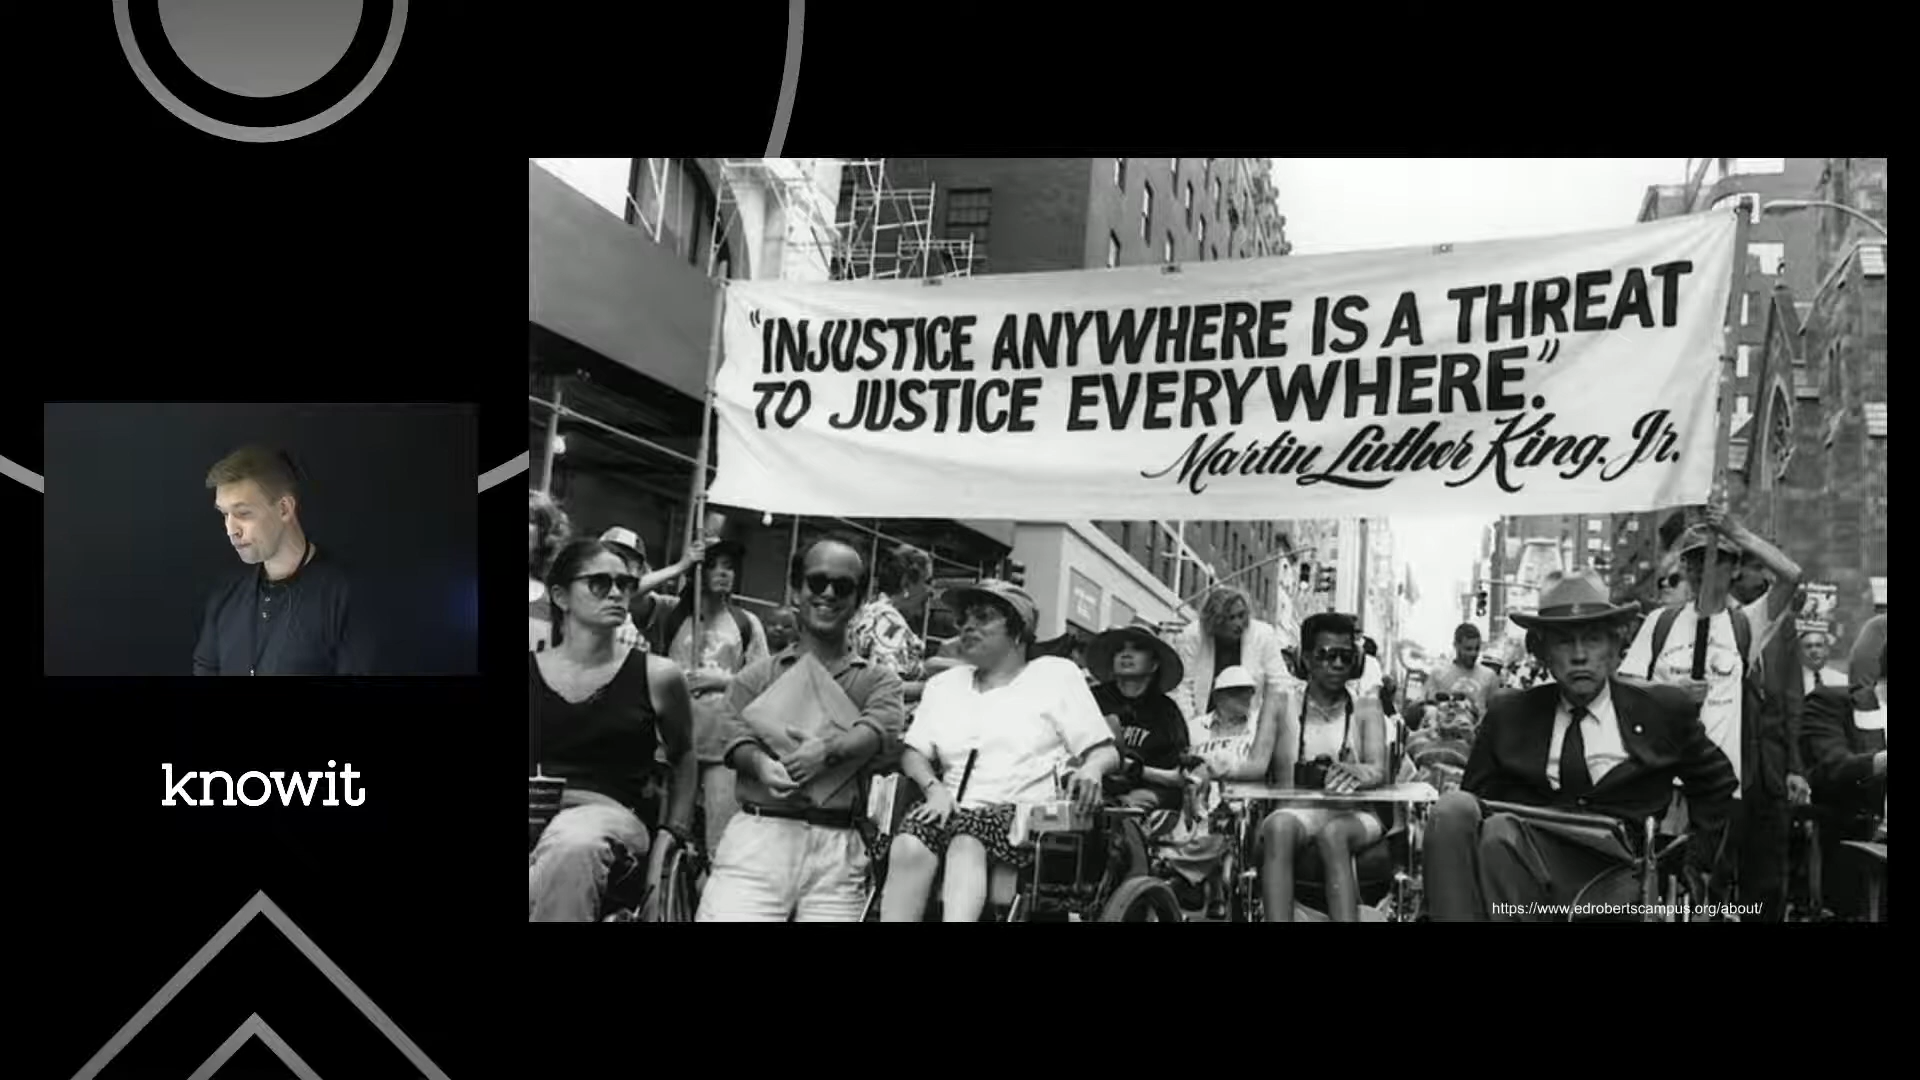 "INJUSTICE ANYWHERE IS A THREAT
TO JUSTICE EVERYWHERE."
Martin Luther King, Jr.
knowit
https://www.edrobertscampus.org/about/